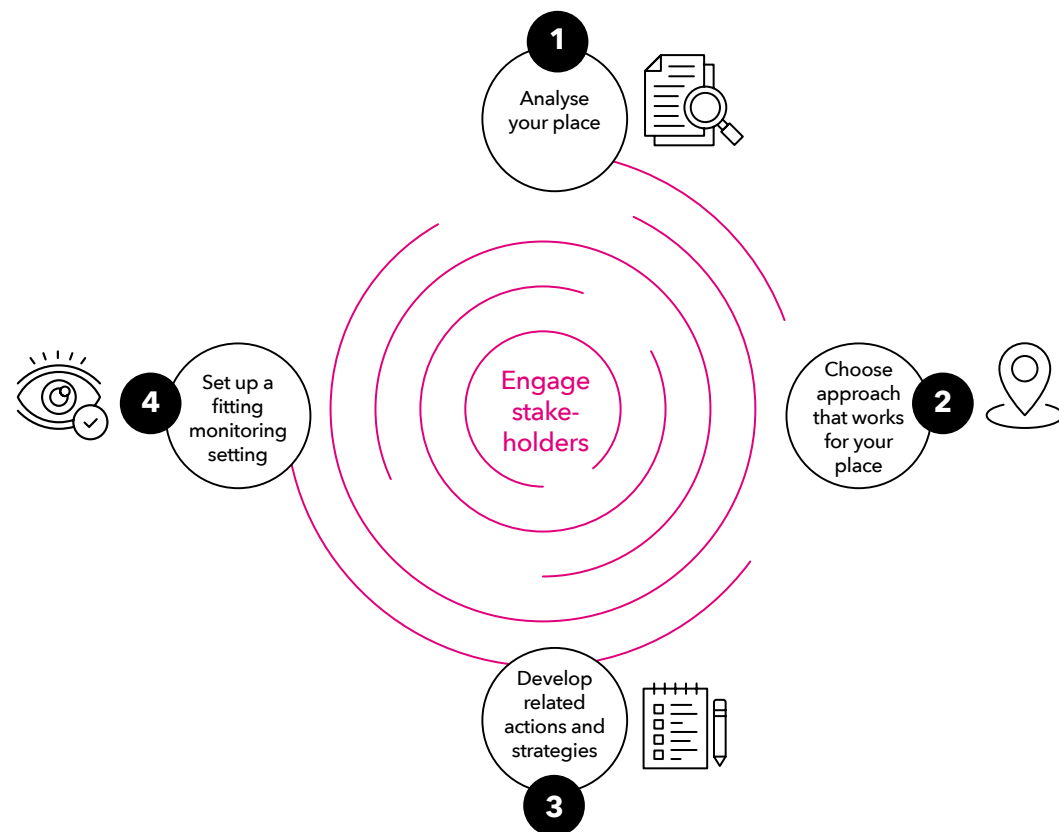 1
Analyse
your place
2
Choose
approach
that works
for your
place
3
Develop
related
actions and
strategies
4
Set up a
fitting
monitoring
setting
Engage
stake-
holders